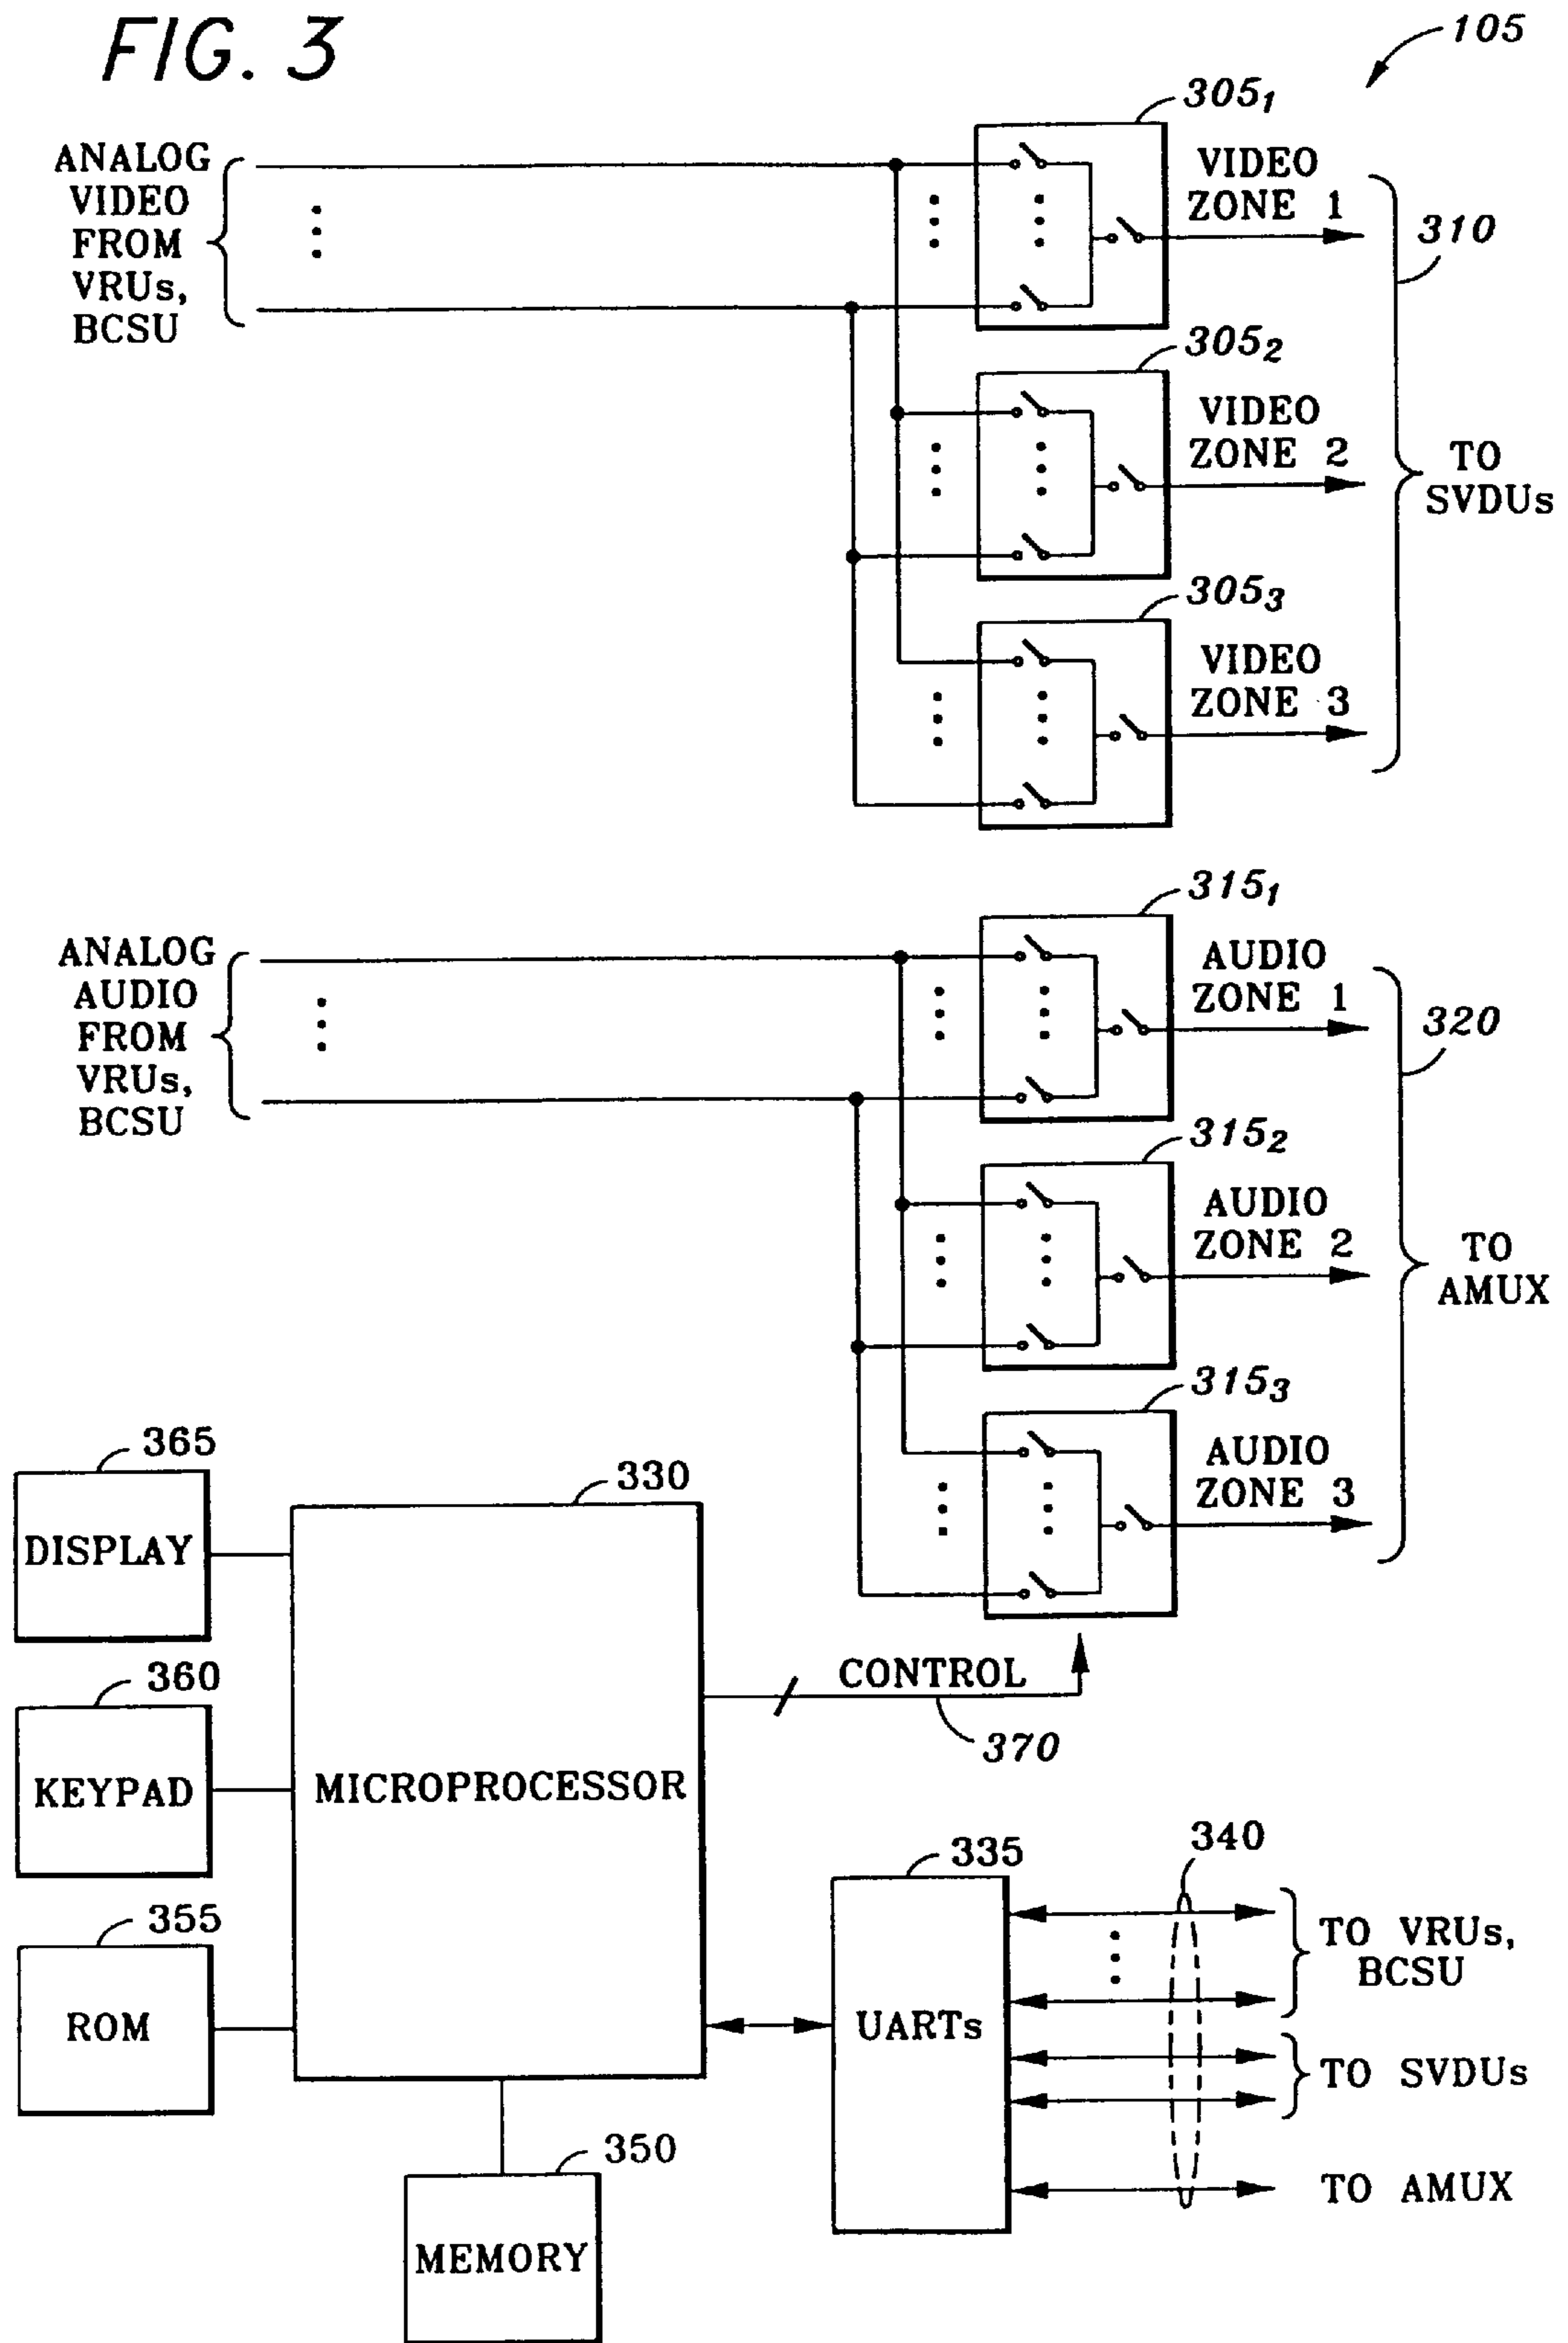 FIG. 3
105
305₁
ANALOG
VIDEO
FROM
VRUs,
BCSU
VIDEO
ZONE 1
310
305₂
VIDEO
ZONE 2
TO
SVDUs
305₃
VIDEO
ZONE 3
315₁
ANALOG
AUDIO
FROM
VRUs,
BCSU
AUDIO
ZONE 1
320
315₂
AUDIO
ZONE 2
TO
AMUX
315₃
AUDIO
ZONE 3
365
DISPLAY
330
MICROPROCESSOR
360
KEYPAD
CONTROL
370
355
ROM
335
UARTs
340
TO VRUs,
BCSU
TO SVDUs
TO AMUX
350
MEMORY